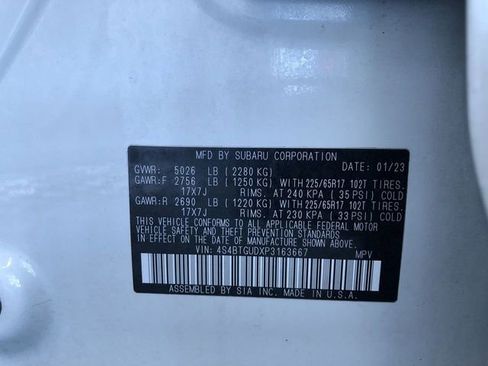 MFD BY SUBARU CORPORATION DATE: 01/23
GVWR: 5026 LB (2280 KG)
GAWR:F 2756 LB (1250 KG) WITH 225/65R17 102T TIRES,
17X7J RIMS, AT 240 KPA (35 PSI) COLD
GAWR:R 2690 LB (1220 KG) WITH 225/65R17 102T TIRES,
17X7J RIMS, AT 230 KPA (33 PSI) COLD
THIS VEHICLE CONFORMS TO ALL APPLICABLE FEDERAL MOTOR
VEHICLE SAFETY, BUMPER, AND THEFT PREVENTION
STANDARDS IN EFFECT ON THE DATE OF MANUFACTURE SHOWN ABOVE.
VIN: 4S4BTGUDXP3163667 MPV
ASSEMBLED BY SIA INC. MADE IN U.S.A.